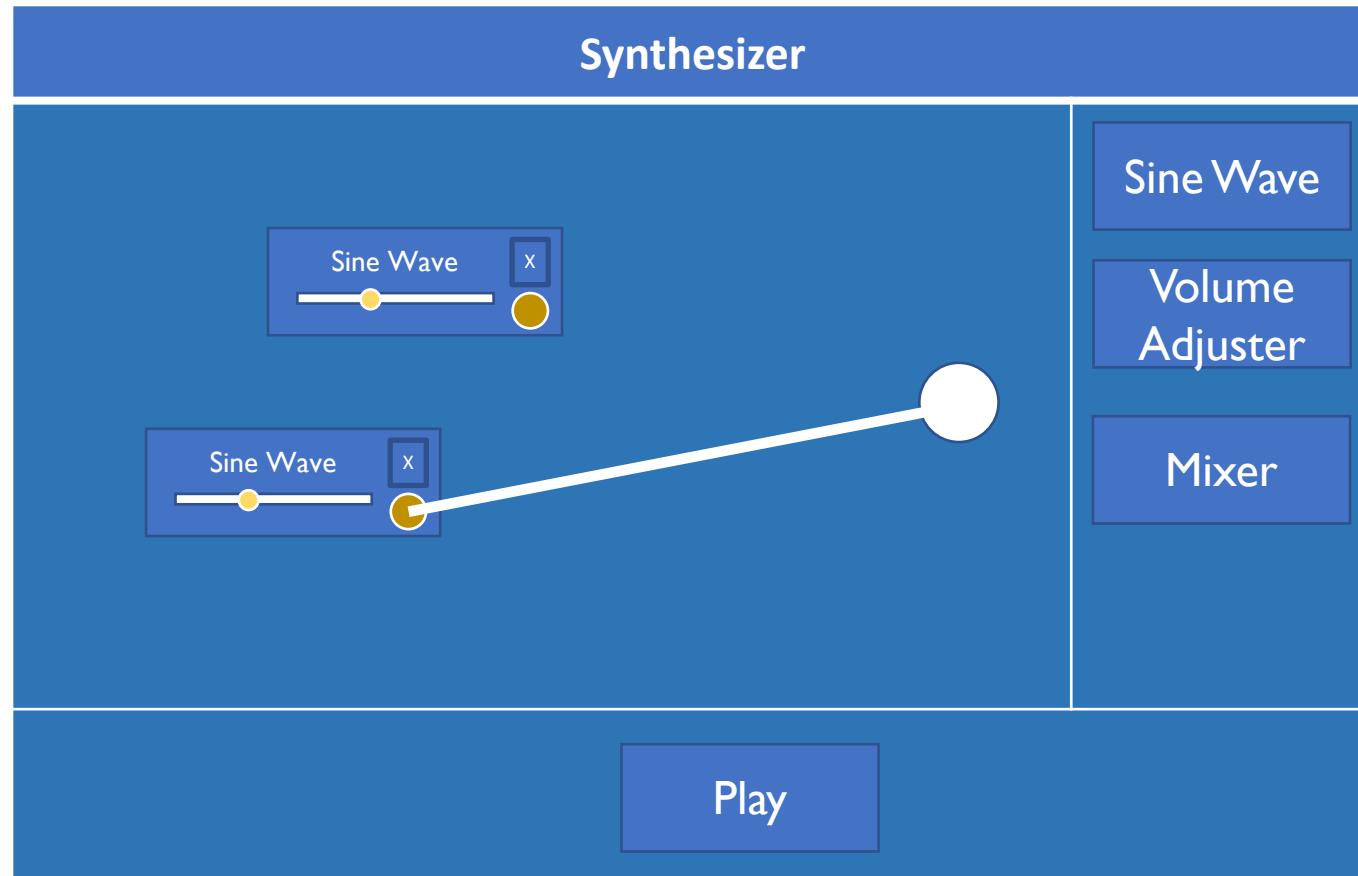 Synthesizer
Sine Wave
X
Sine Wave
X
Sine Wave
Volume
Adjuster
Mixer
Play